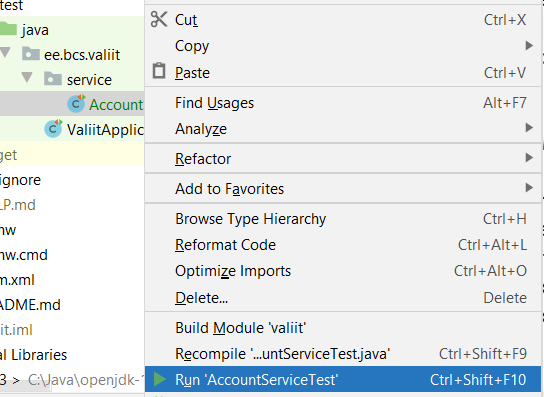 test
java
ee.bcs.valiit
service
Account
ValiitApplic
get
ignore
LP.md
nw
nw.cmd
m.xml
ADME.md
it.iml
al Libraries
3 > C:\Java\openjdk-1
Cut Ctrl+X
Copy
Paste Ctrl+V
Find Usages Alt+F7
Analyze
Refactor
Add to Favorites
Browse Type Hierarchy Ctrl+H
Reformat Code Ctrl+Alt+L
Optimize Imports Ctrl+Alt+O
Delete... Delete
Build Module 'valiit'
Recompile '...untServiceTest.java' Ctrl+Shift+F9
Run 'AccountServiceTest' Ctrl+Shift+F10